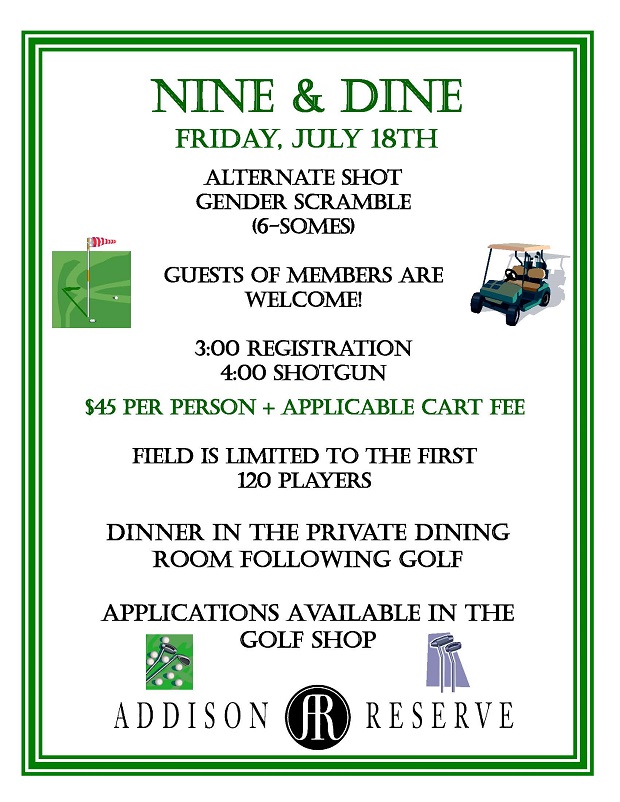 NINE & DINE
FRIDAY, JULY 18TH
ALTERNATE SHOT
GENDER SCRAMBLE
(6-SOMES)
GUESTS OF MEMBERS ARE
WELCOME!
3:00 REGISTRATION
4:00 SHOTGUN
$45 PER PERSON + APPLICABLE CART FEE
FIELD IS LIMITED TO THE FIRST
120 PLAYERS
DINNER IN THE PRIVATE DINING
ROOM FOLLOWING GOLF
APPLICATIONS AVAILABLE IN THE
GOLF SHOP
ADDISON AR RESERVE